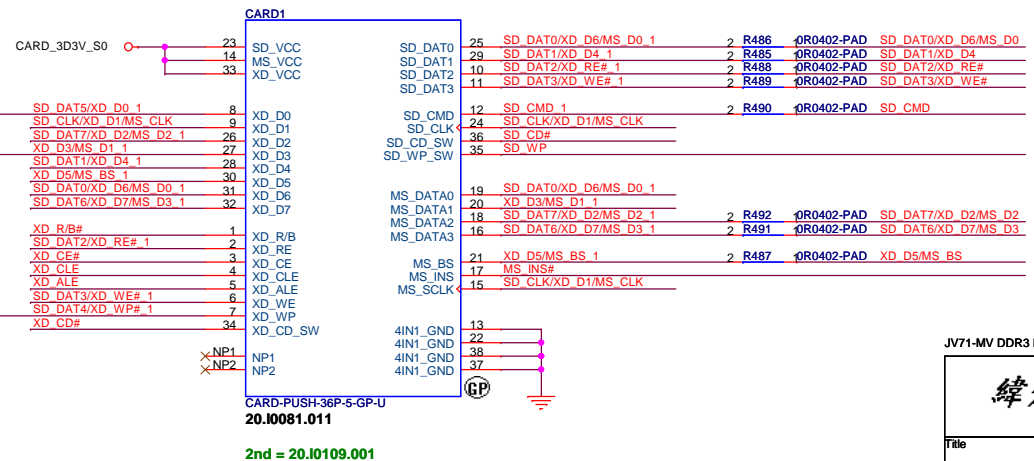 CARD1
CARD_3D3V_S0
23 SD_VCC
14 MS_VCC
33 XD_VCC
SD_DAT5/XD_D0_1 8 XD_D0
SD_CLK/XD_D1/MS_CLK 9 XD_D1
SD_DAT7/XD_D2/MS_D2_1 26 XD_D2
XD_D3/MS_D1_1 27 XD_D3
SD_DAT1/XD_D4_1 28 XD_D4
XD_D5/MS_BS_1 30 XD_D5
SD_DAT0/XD_D6/MS_D0_1 31 XD_D6
SD_DAT6/XD_D7/MS_D3_1 32 XD_D7
XD_R/B# 1 XD_R/B
SD_DAT2/XD_RE#_1 2 XD_RE
XD_CE# 3 XD_CE
XD_CLE 4 XD_CLE
XD_ALE 5 XD_ALE
SD_DAT3/XD_WE#_1 6 XD_WE
SD_DAT4/XD_WP#_1 7 XD_WP
XD_CD# 34 XD_CD_SW
NP1 NP1
NP2 NP2
SD_DAT0 25 SD_DAT0/XD_D6/MS_D0_1 2 R486 1 0R0402-PAD SD_DAT0/XD_D6/MS_D0
SD_DAT1 29 SD_DAT1/XD_D4_1 2 R485 1 0R0402-PAD SD_DAT1/XD_D4
SD_DAT2 10 SD_DAT2/XD_RE#_1 2 R488 1 0R0402-PAD SD_DAT2/XD_RE#
SD_DAT3 11 SD_DAT3/XD_WE#_1 2 R489 1 0R0402-PAD SD_DAT3/XD_WE#
SD_CMD 12 SD_CMD_1 2 R490 1 0R0402-PAD SD_CMD
SD_CLK 24 SD_CLK/XD_D1/MS_CLK
SD_CD_SW 36 SD_CD#
SD_WP_SW 35 SD_WP
MS_DATA0 19 SD_DAT0/XD_D6/MS_D0_1
MS_DATA1 20 XD_D3/MS_D1_1
MS_DATA2 18 SD_DAT7/XD_D2/MS_D2_1 2 R492 1 0R0402-PAD SD_DAT7/XD_D2/MS_D2
MS_DATA3 16 SD_DAT6/XD_D7/MS_D3_1 2 R491 1 0R0402-PAD SD_DAT6/XD_D7/MS_D3
MS_BS 21 XD_D5/MS_BS_1 2 R487 1 0R0402-PAD XD_D5/MS_BS
MS_INS 17 MS_INS#
MS_SCLK 15 SD_CLK/XD_D1/MS_CLK
4IN1_GND 13
4IN1_GND 22
4IN1_GND 38
4IN1_GND 37
GP
CARD-PUSH-36P-5-GP-U
20.I0081.011
2nd = 20.I0109.001
JV71-MV DDR3
緯
Title